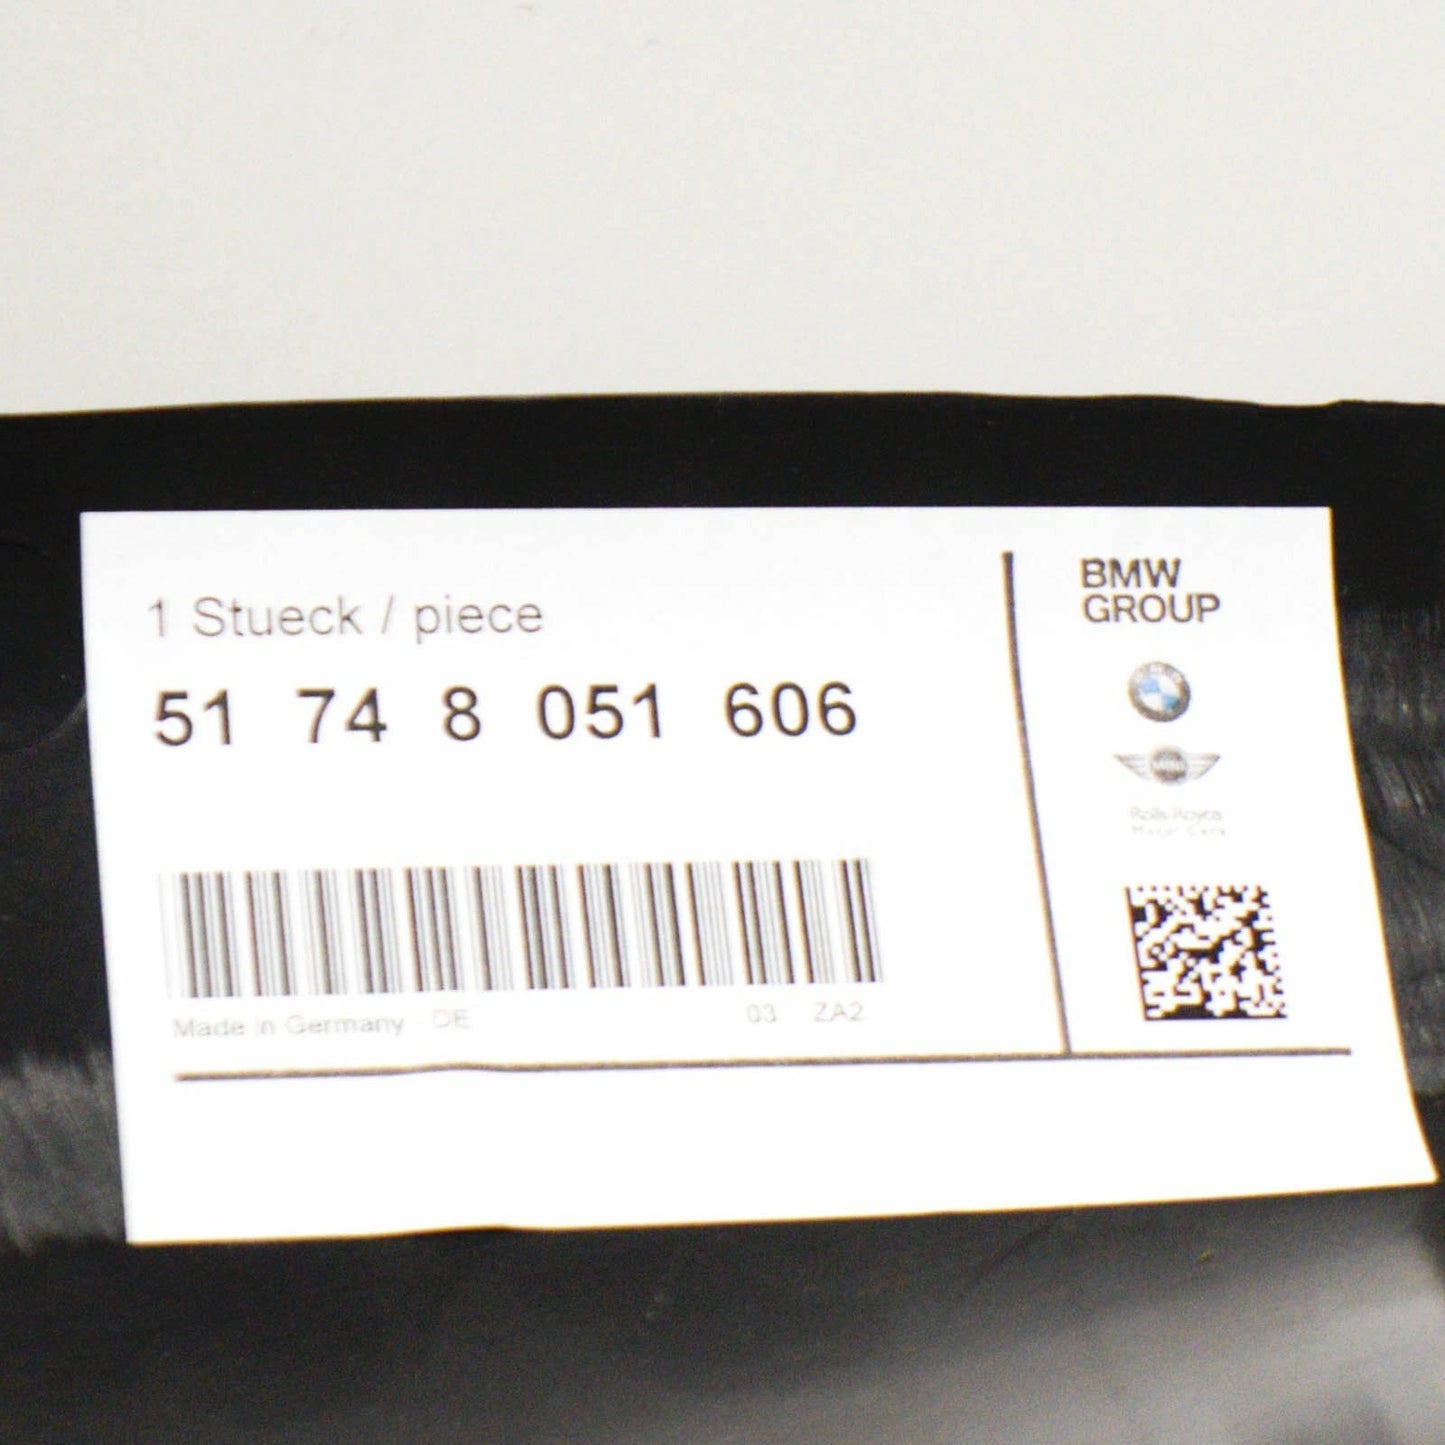 1 Stueck / piece
51 74 8 051 606
Made in Germany - DE 03 ZA2
BMW
GROUP
MINI
Rolls-Royce
Motor Cars